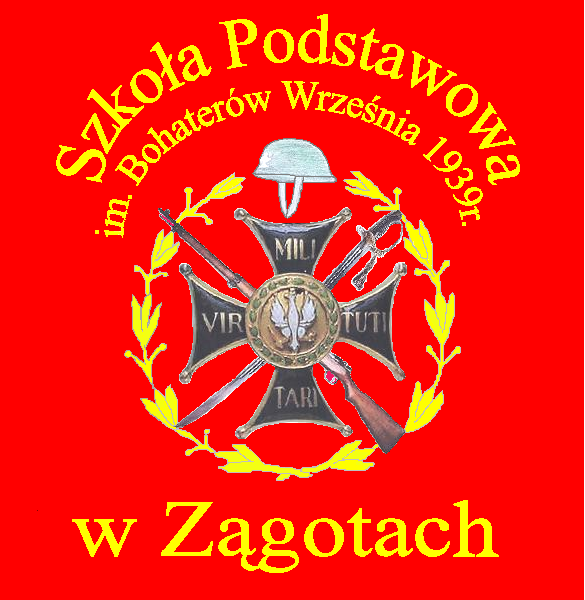 Szkoła Podstawowa
im. Bohaterów Września 1939r.
MILI
VIR TUTI
TARI
w Zągotach